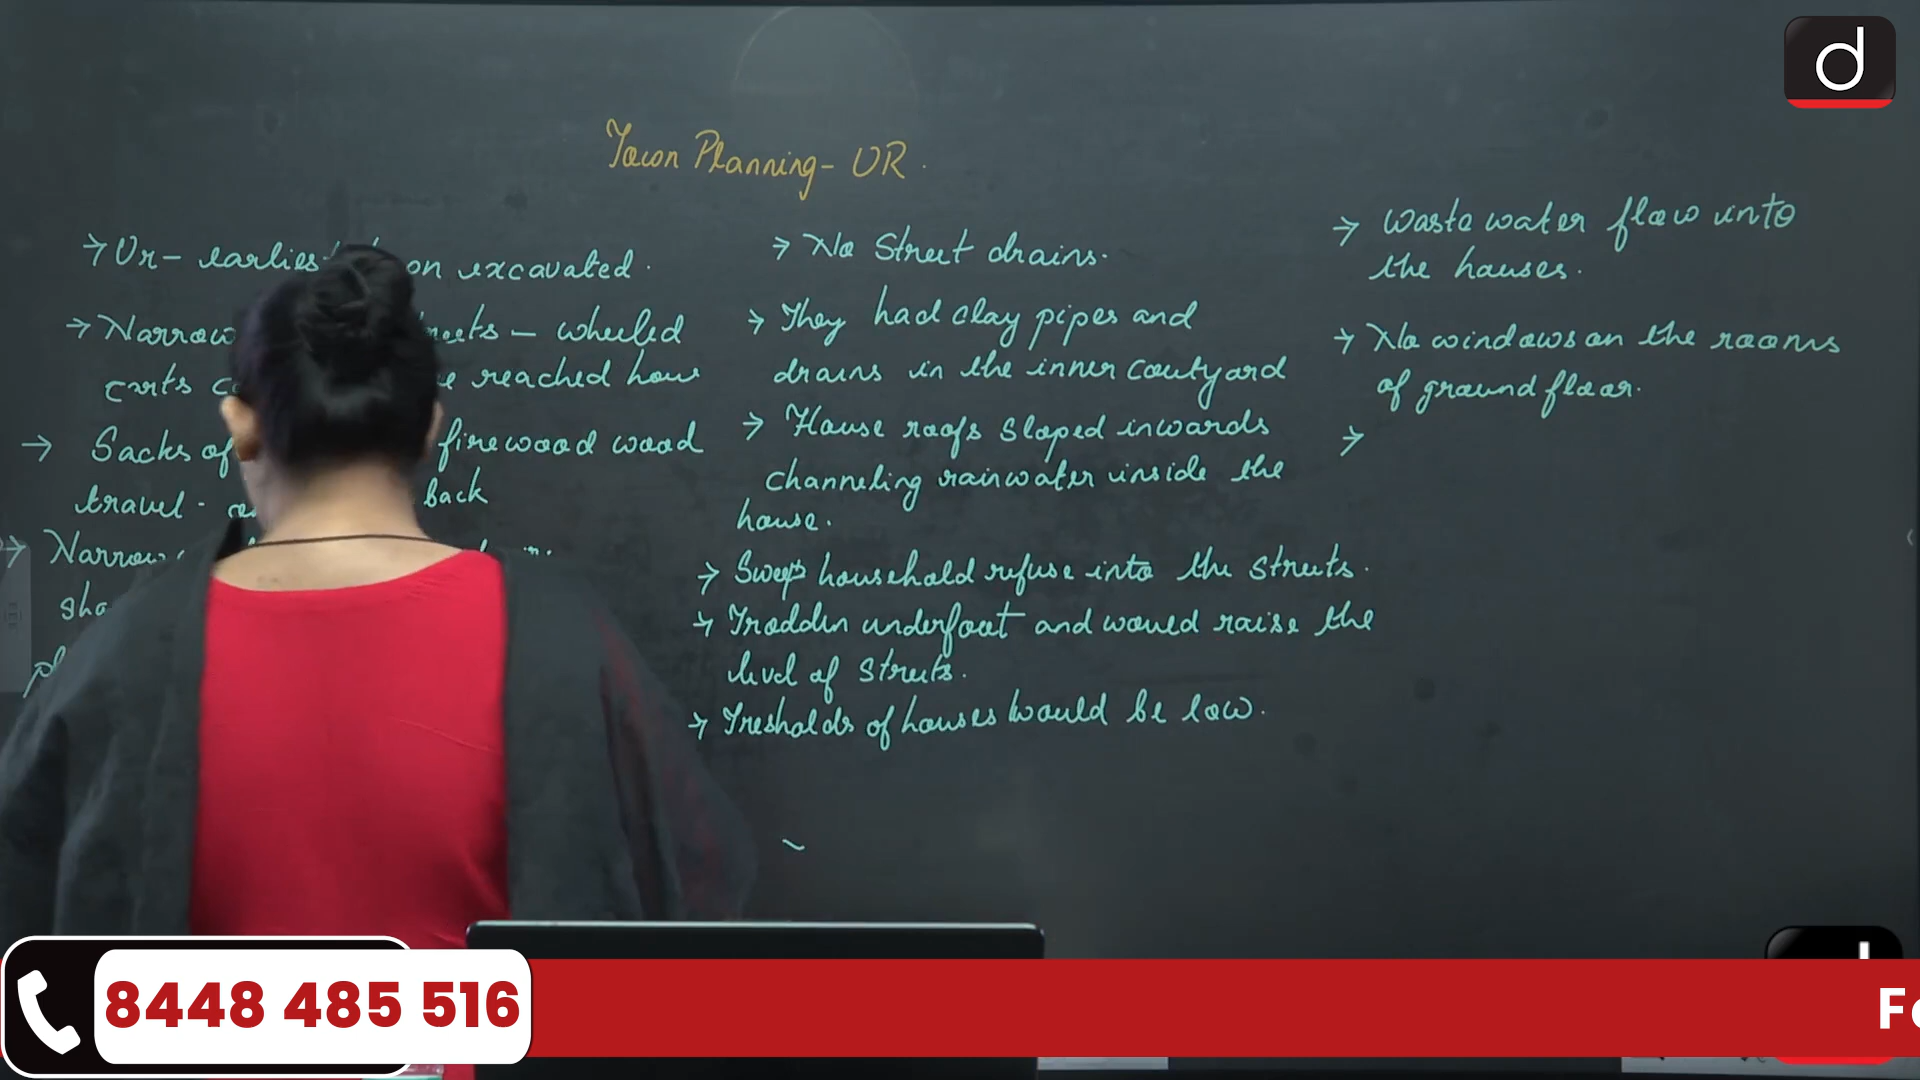 d
Town Planning - UR.
→ Ur - earlies on excavated.
→ Narrow eets - wheeled
carts reached hous
→ Sacks of firewood wood
travel - back
→ Narrow
sha
→ No Street drains.
→ They had clay pipes and
drains in the inner coutyard
→ House roofs sloped inwards
channeling rainwater inside the
house.
→ Sweep household refuse into the streets.
→ Trodden underfoot and would raise the
level of Streets.
→ Tresholds of houses would be low.
~
→ Waste water flow into
the houses.
→ No windows on the rooms
of ground floor.
→
8448 485 516